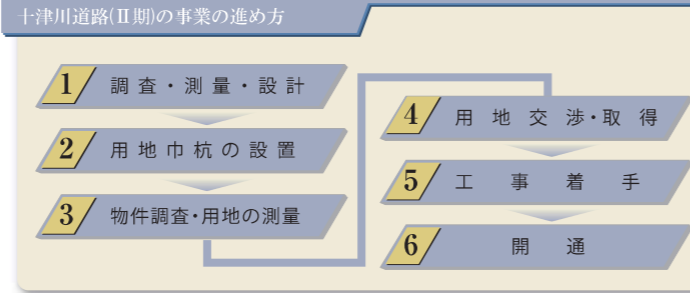 十津川道路(Ⅱ期)の事業の進め方
1 調査・測量・設計
2 用地巾杭の設置
3 物件調査・用地の測量
4 用地交渉・取得
5 工事着手
6 開通